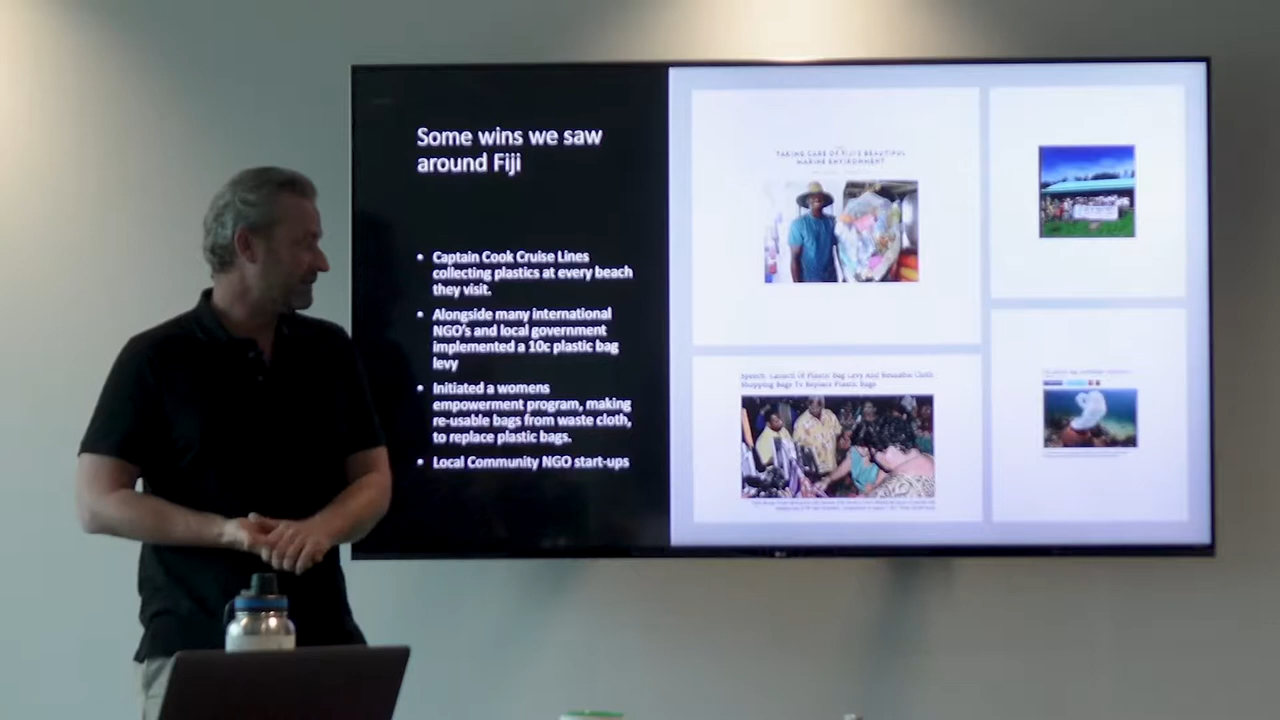 Some wins we saw
around Fiji
• Captain Cook Cruise Lines
collecting plastics at every beach
they visit.
• Alongside many international
NGO's and local government
implemented a 10c plastic bag
levy
• Initiated a womens
empowerment program, making
re-usable bags from waste cloth,
to replace plastic bags.
• Local Community NGO start-ups
TAKING CARE OF FIJI'S BEAUTIFUL
MARINE ENVIRONMENT
Speech: Launch Of Plastic Bag Levy And Reusable Cloth
Shopping Bags To Replace Plastic Bags
LG